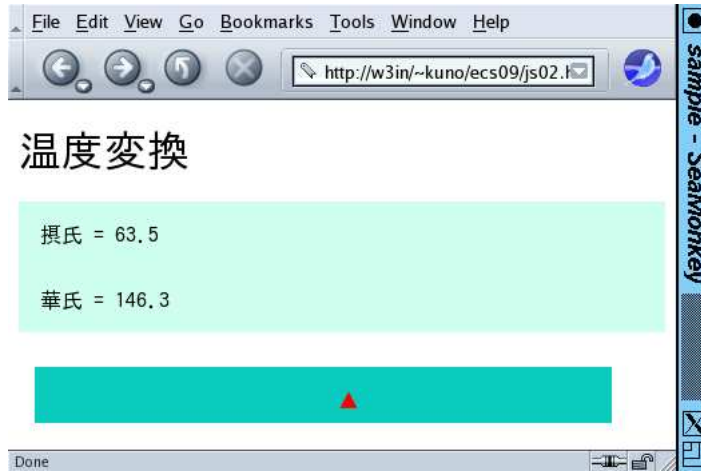 File Edit View Go Bookmarks Tools Window Help
http://w3in/~kuno/ecs09/js02.h
温度変換
摂氏 = 63.5
華氏 = 146.3
Done
sample - SeaMonkey